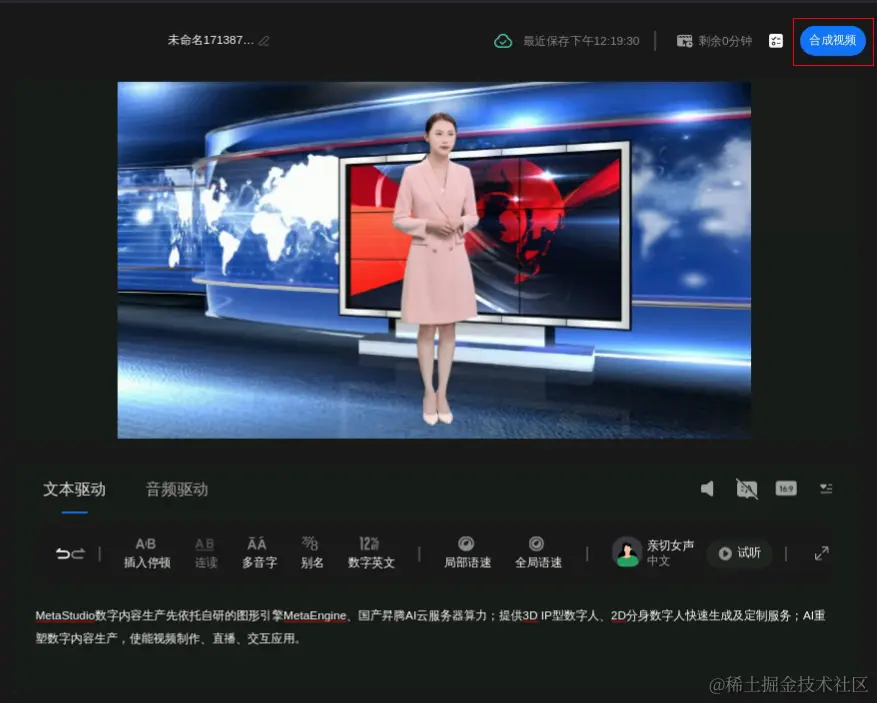 未命名171387...
最近保存下午12:19:30
剩余0分钟
合成视频
文本驱动 音频驱动
16:9
插入停顿 连读 多音字 别名 数字英文 局部语速 全局语速
亲切女声
中文
试听
MetaStudio数字内容生产先依托自研的图形引擎MetaEngine、国产昇腾AI云服务器算力；提供3D IP型数字人、2D分身数字人快速生成及定制服务；AI重
塑数字内容生产，使能视频制作、直播、交互应用。
@稀土掘金技术社区